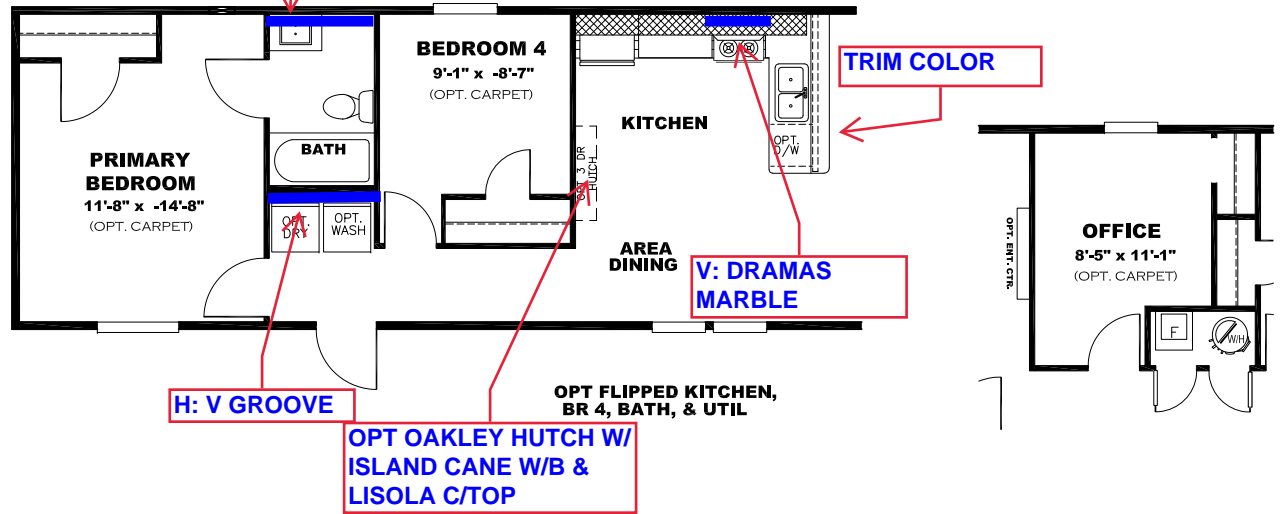 BEDROOM 4
9'-1" x -8'-7"
(OPT. CARPET)
TRIM COLOR
KITCHEN
OPT.
D/W
BATH
PRIMARY
BEDROOM
11'-8" x -14'-8"
(OPT. CARPET)
OPT 3 DR
HUTCH
OPT.
DRY
OPT.
WASH
AREA
DINING
V: DRAMAS
MARBLE
OPT. ENT. CTR.
OFFICE
8'-5" x 11'-1"
(OPT. CARPET)
F
W/H
H: V GROOVE
OPT FLIPPED KITCHEN,
BR 4, BATH, & UTIL
OPT OAKLEY HUTCH W/
ISLAND CANE W/B &
LISOLA C/TOP